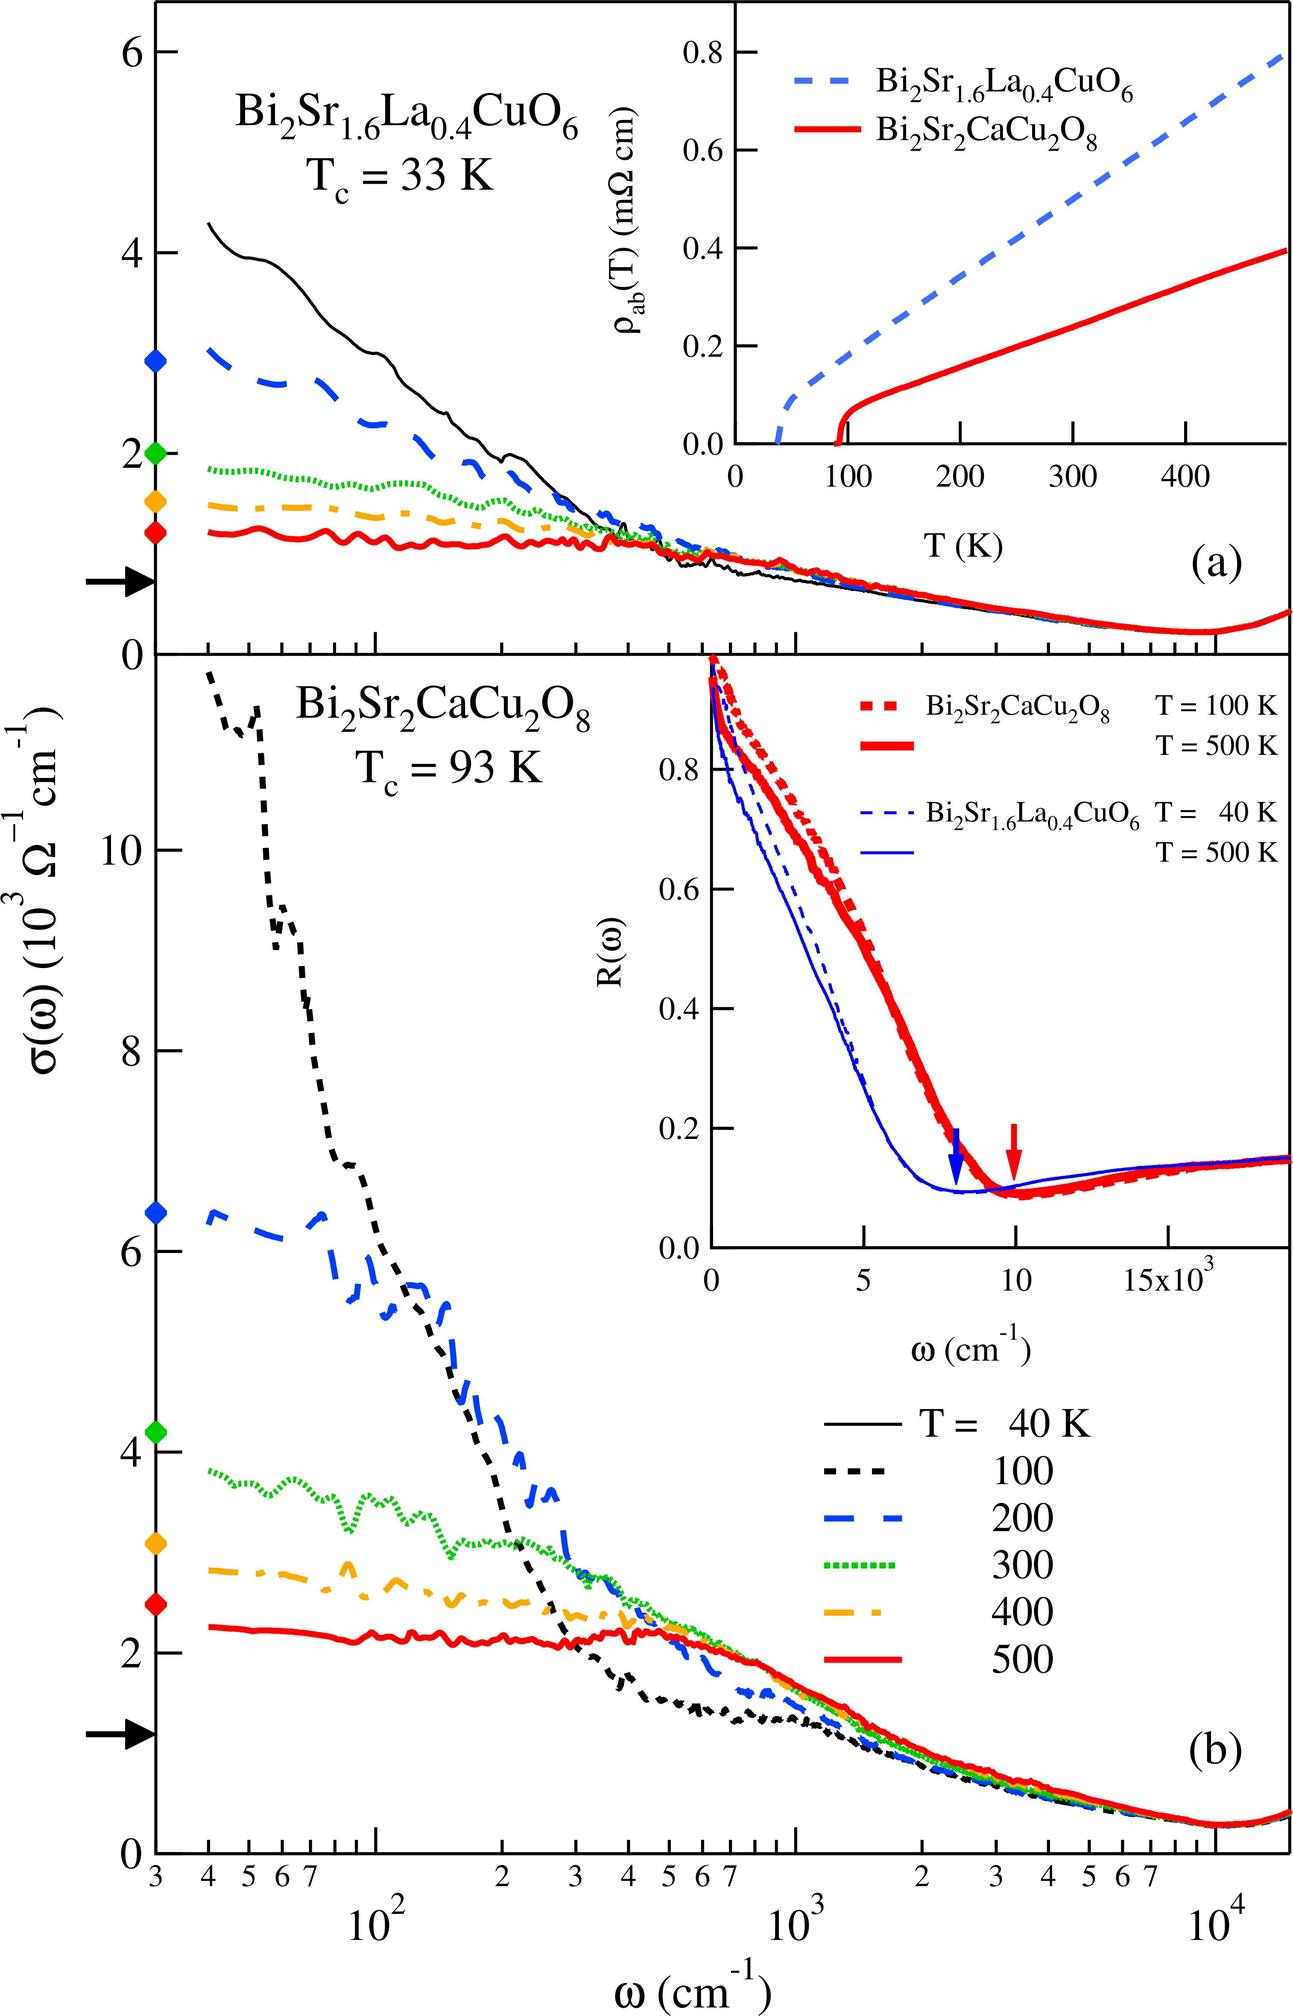 6
4
2
0
Bi2Sr1.6La0.4CuO6
Tc = 33 K
0.8
0.6
0.4
0.2
0.0
ρab(T) (mΩ cm)
Bi2Sr1.6La0.4CuO6
Bi2Sr2CaCu2O8
0 100 200 300 400
T (K)
(a)
σ(ω) (10^3 Ω^-1 cm^-1)
Bi2Sr2CaCu2O8
Tc = 93 K
10
8
6
4
2
0
0.8
0.6
0.4
0.2
0.0
R(ω)
Bi2Sr2CaCu2O8 T = 100 K
T = 500 K
Bi2Sr1.6La0.4CuO6 T = 40 K
T = 500 K
0 5 10 15x10^3
ω (cm^-1)
T = 40 K
100
200
300
400
500
(b)
3 4 5 6 7 2 3 4 5 6 7 2 3 4 5 6 7
10^2 10^3 10^4
ω (cm^-1)